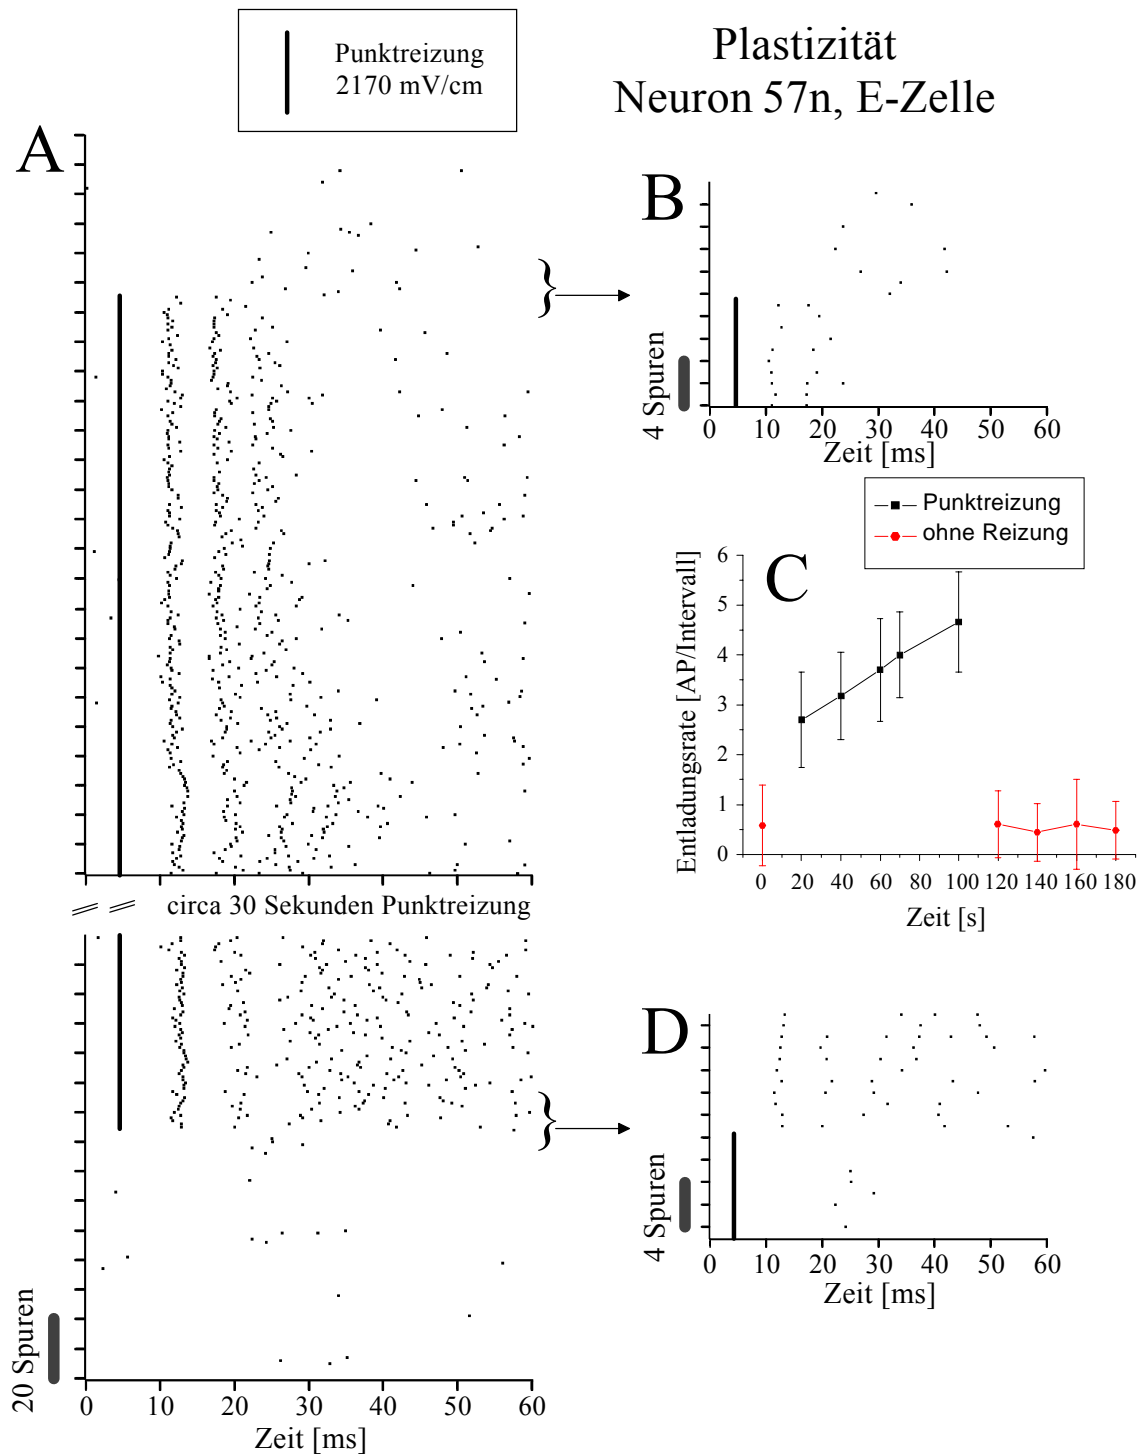 Punktreizung
2170 mV/cm
Plastizität
Neuron 57n, E-Zelle
A
circa 30 Sekunden Punktreizung
20 Spuren
0 10 20 30 40 50 60
Zeit [ms]
B
4 Spuren
0 10 20 30 40 50 60
Zeit [ms]
Punktreizung
ohne Reizung
C
Entladungsrate [AP/Intervall]
6
5
4
3
2
1
0
0 20 40 60 80 100 120 140 160 180
Zeit [s]
D
4 Spuren
0 10 20 30 40 50 60
Zeit [ms]